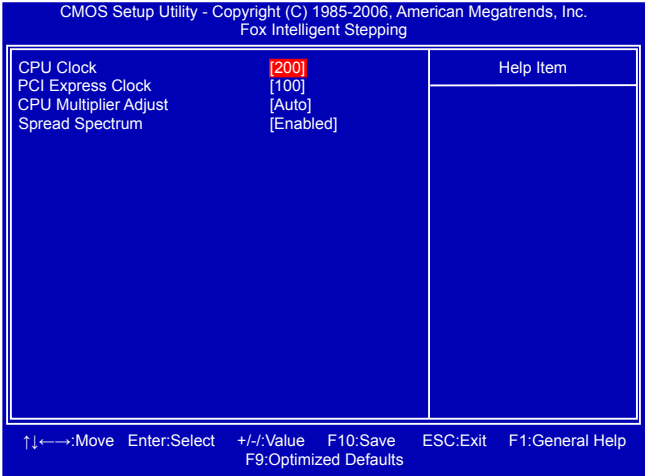 CMOS Setup Utility - Copyright (C) 1985-2006, American Megatrends, Inc.
Fox Intelligent Stepping
CPU Clock [200]
PCI Express Clock [100]
CPU Multiplier Adjust [Auto]
Spread Spectrum [Enabled]
Help Item
↑↓←→:Move Enter:Select +/-/:Value F10:Save ESC:Exit F1:General Help
F9:Optimized Defaults